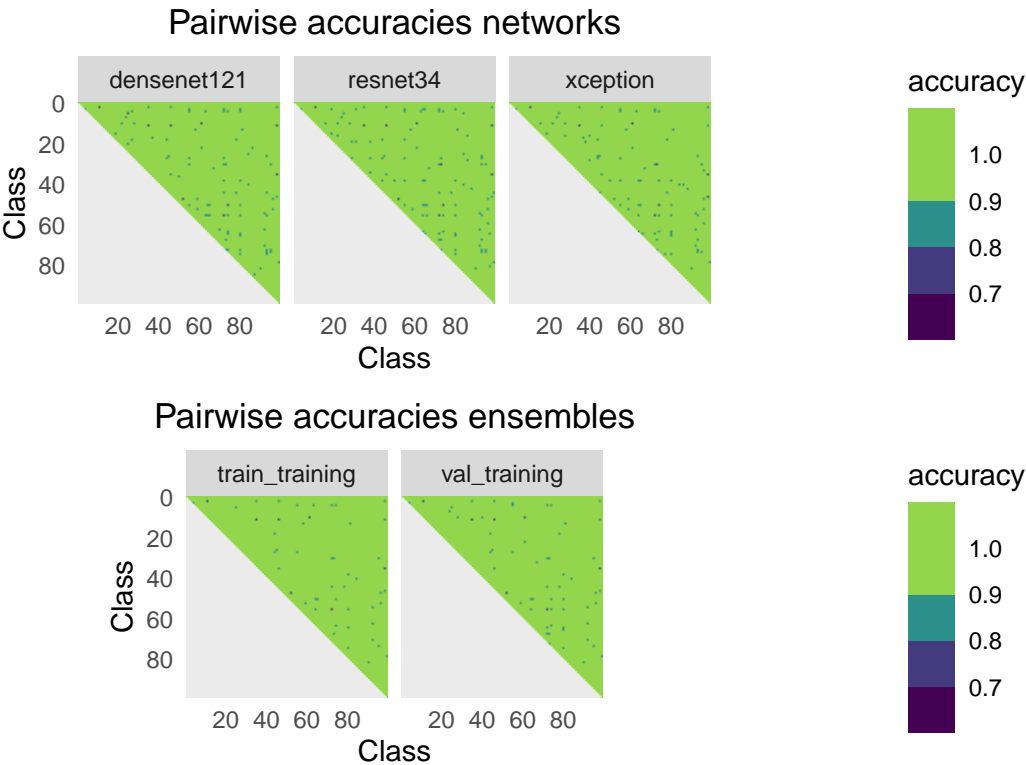 Pairwise accuracies networks
densenet121 resnet34 xception
0
20
40
60
80
Class
20 40 60 80 20 40 60 80 20 40 60 80
Class
accuracy
1.0
0.9
0.8
0.7
Pairwise accuracies ensembles
train_training val_training
0
20
40
60
80
Class
20 40 60 80 20 40 60 80
Class
accuracy
1.0
0.9
0.8
0.7